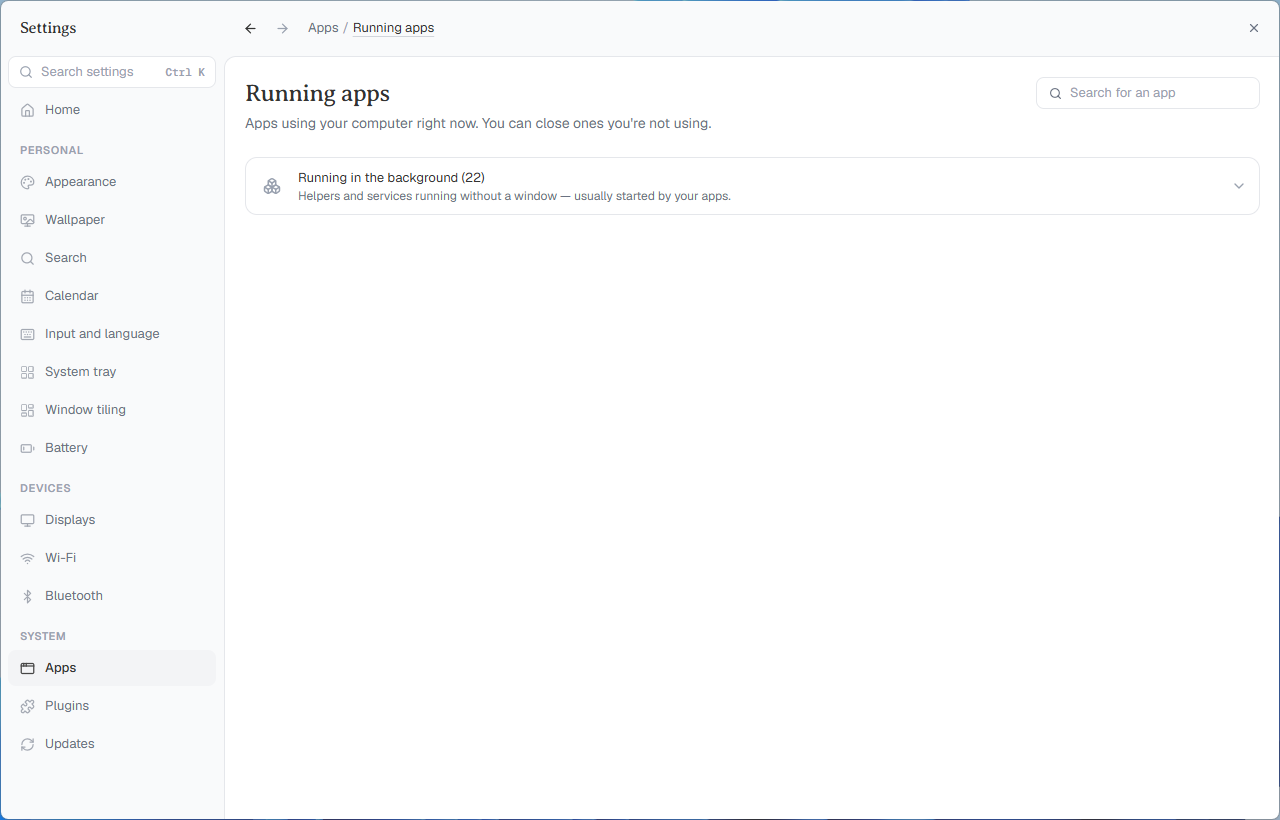 Settings
Apps / Running apps
Search settings Ctrl K
Home
PERSONAL
Appearance
Wallpaper
Search
Calendar
Input and language
System tray
Window tiling
Battery
DEVICES
Displays
Wi-Fi
Bluetooth
SYSTEM
Apps
Plugins
Updates
Running apps
Search for an app
Apps using your computer right now. You can close ones you're not using.
Running in the background (22)
Helpers and services running without a window — usually started by your apps.